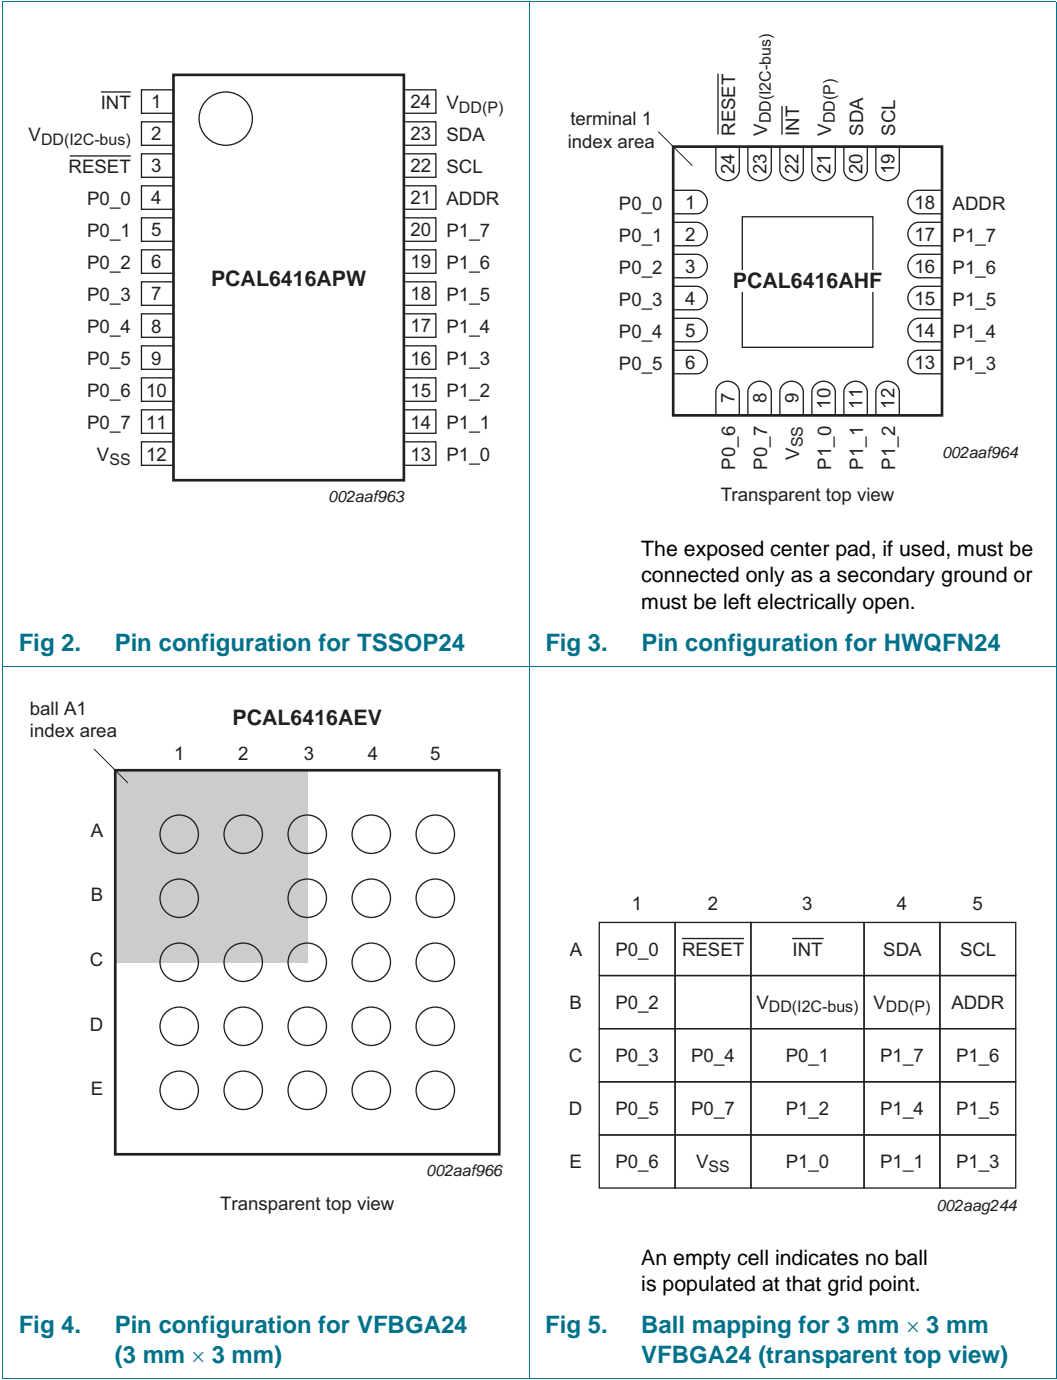 INT 1 24 VDD(P)
VDD(I2C-bus) 2 23 SDA
RESET 3 22 SCL
P0_0 4 21 ADDR
P0_1 5 20 P1_7
P0_2 6 19 P1_6
PCAL6416APW
P0_3 7 18 P1_5
P0_4 8 17 P1_4
P0_5 9 16 P1_3
P0_6 10 15 P1_2
P0_7 11 14 P1_1
VSS 12 13 P1_0
002aaf963
Fig 2. Pin configuration for TSSOP24
terminal 1
index area
RESET VDD(I2C-bus) INT VDD(P) SDA SCL
24 23 22 21 20 19
P0_0 1 18 ADDR
P0_1 2 17 P1_7
P0_2 3 16 P1_6
PCAL6416AHF
P0_3 4 15 P1_5
P0_4 5 14 P1_4
P0_5 6 13 P1_3
7 8 9 10 11 12
P0_6 P0_7 VSS P1_0 P1_1 P1_2
002aaf964
Transparent top view
The exposed center pad, if used, must be
connected only as a secondary ground or
must be left electrically open.
Fig 3. Pin configuration for HWQFN24
ball A1
index area
PCAL6416AEV
1 2 3 4 5
A
B
C
D
E
002aaf966
Transparent top view
Fig 4. Pin configuration for VFBGA24
(3 mm × 3 mm)
1 2 3 4 5
A P0_0 RESET INT SDA SCL
B P0_2 VDD(I2C-bus) VDD(P) ADDR
C P0_3 P0_4 P0_1 P1_7 P1_6
D P0_5 P0_7 P1_2 P1_4 P1_5
E P0_6 VSS P1_0 P1_1 P1_3
002aag244
An empty cell indicates no ball
is populated at that grid point.
Fig 5. Ball mapping for 3 mm × 3 mm
VFBGA24 (transparent top view)